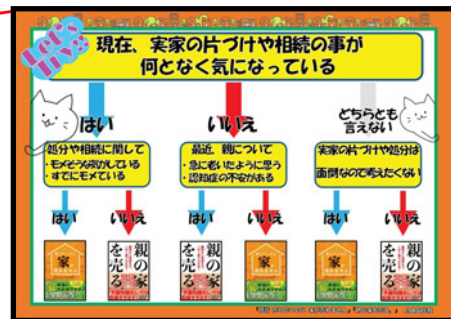 Let's
try!
現在、実家の片づけや相続の事が
何となく気になっている
はい
いいえ
どちらとも
言えない
処分や相続に関して
・モメそうな気がしている
・すでにモメている
最近、親について
・急に老いたように思う
・認知症の不安がある
実家の片づけや処分は
面倒なので考えたくない
はい
いいえ
はい
いいえ
はい
いいえ
家
親の家
を売る
親の家
を売る
家
家
親の家
を売る